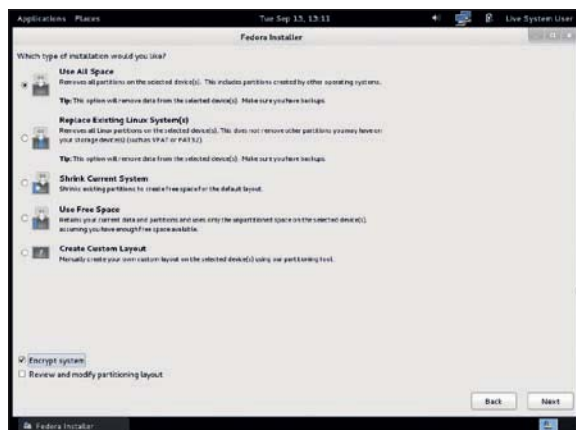 Applications Places Tue Sep 13, 13:11 Live System User
Fedora Installer
Which type of installation would you like?
Use All Space
Removes all partitions on the selected device(s). This includes partitions created by other operating systems.
Tip: This option will remove data from the selected device(s). Make sure you have backups.
Replace Existing Linux System(s)
Removes all Linux partitions on the selected device(s). This does not remove other partitions you may have on
your storage device(s) (such as VFAT or FAT32).
Tip: This option will remove data from the selected device(s). Make sure you have backups.
Shrink Current System
Shrinks existing partitions to create free space for the default layout.
Use Free Space
Retains your current data and partitions and uses only the unpartitioned space on the selected device(s),
assuming you have enough free space available.
Create Custom Layout
Manually create your own custom layout on the selected device(s) using our partitioning tool.
Encrypt system
Review and modify partitioning layout
Back Next
Fedora Installer